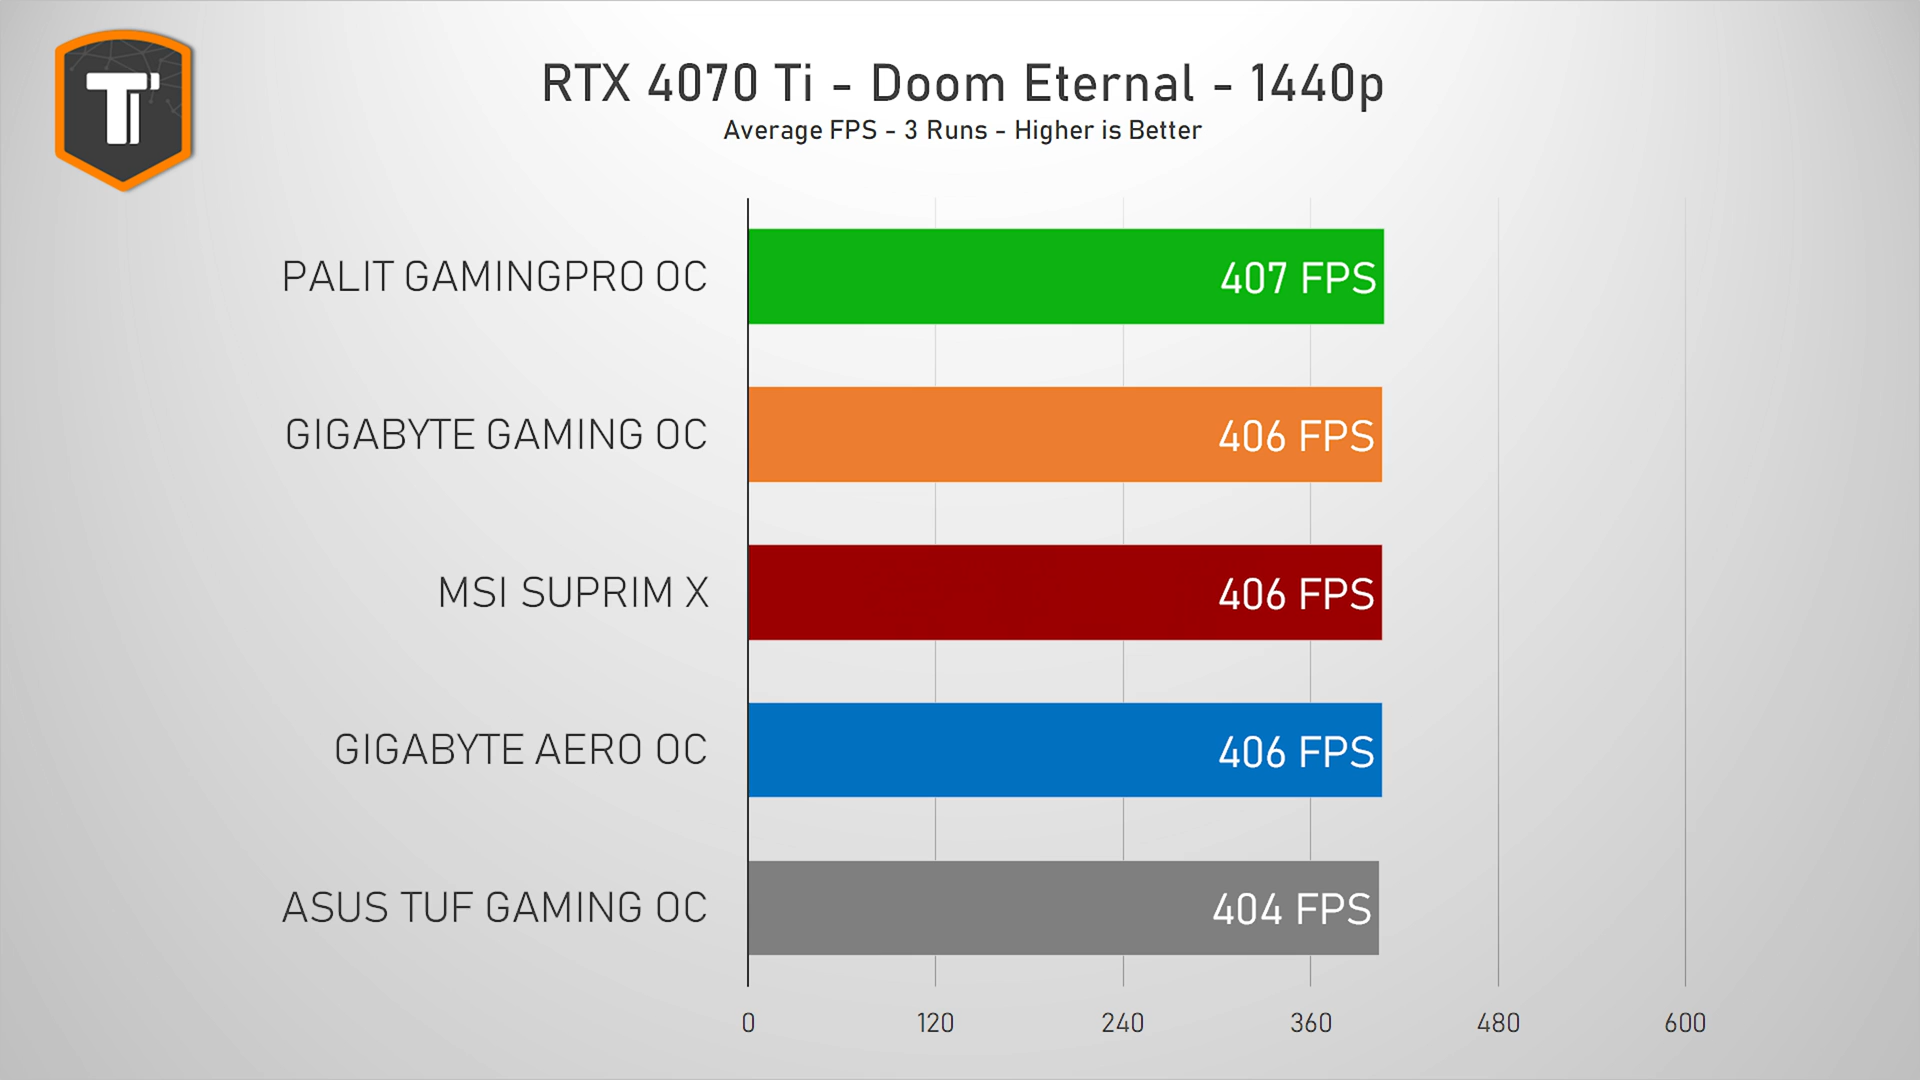 RTX 4070 Ti - Doom Eternal - 1440p
Average FPS - 3 Runs - Higher is Better
PALIT GAMINGPRO OC 407 FPS
GIGABYTE GAMING OC 406 FPS
MSI SUPRIM X 406 FPS
GIGABYTE AERO OC 406 FPS
ASUS TUF GAMING OC 404 FPS
0 120 240 360 480 600